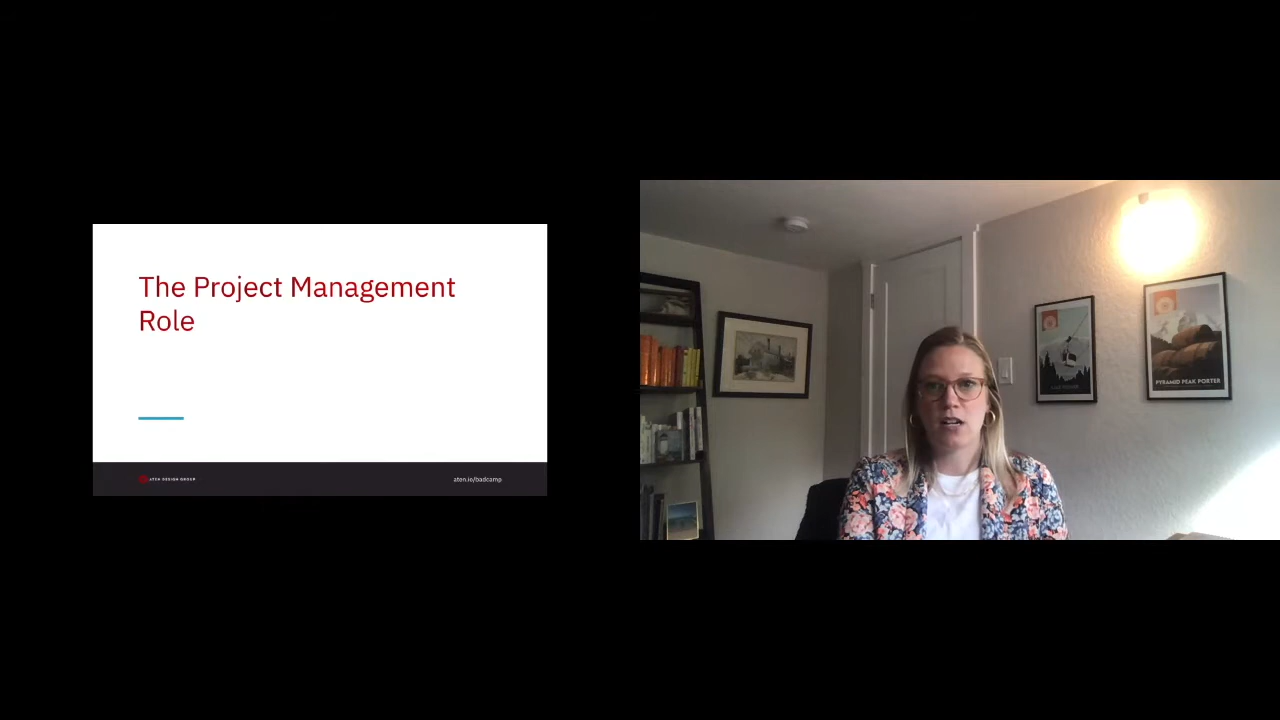 The Project Management
Role
ATEN DESIGN GROUP
aten.io/badcamp
PYRAMID PEAK PORTER